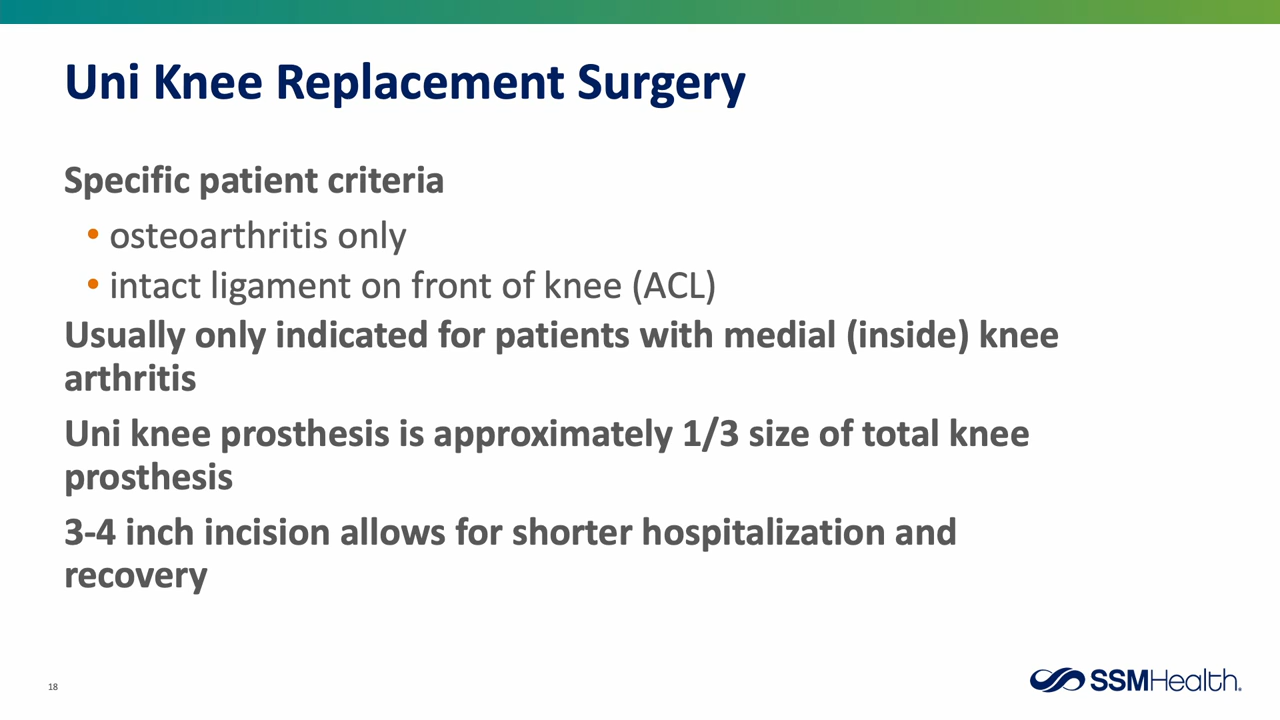 Uni Knee Replacement Surgery
Specific patient criteria
• osteoarthritis only
• intact ligament on front of knee (ACL)
Usually only indicated for patients with medial (inside) knee
arthritis
Uni knee prosthesis is approximately 1/3 size of total knee
prosthesis
3-4 inch incision allows for shorter hospitalization and
recovery
18
SSMHealth.